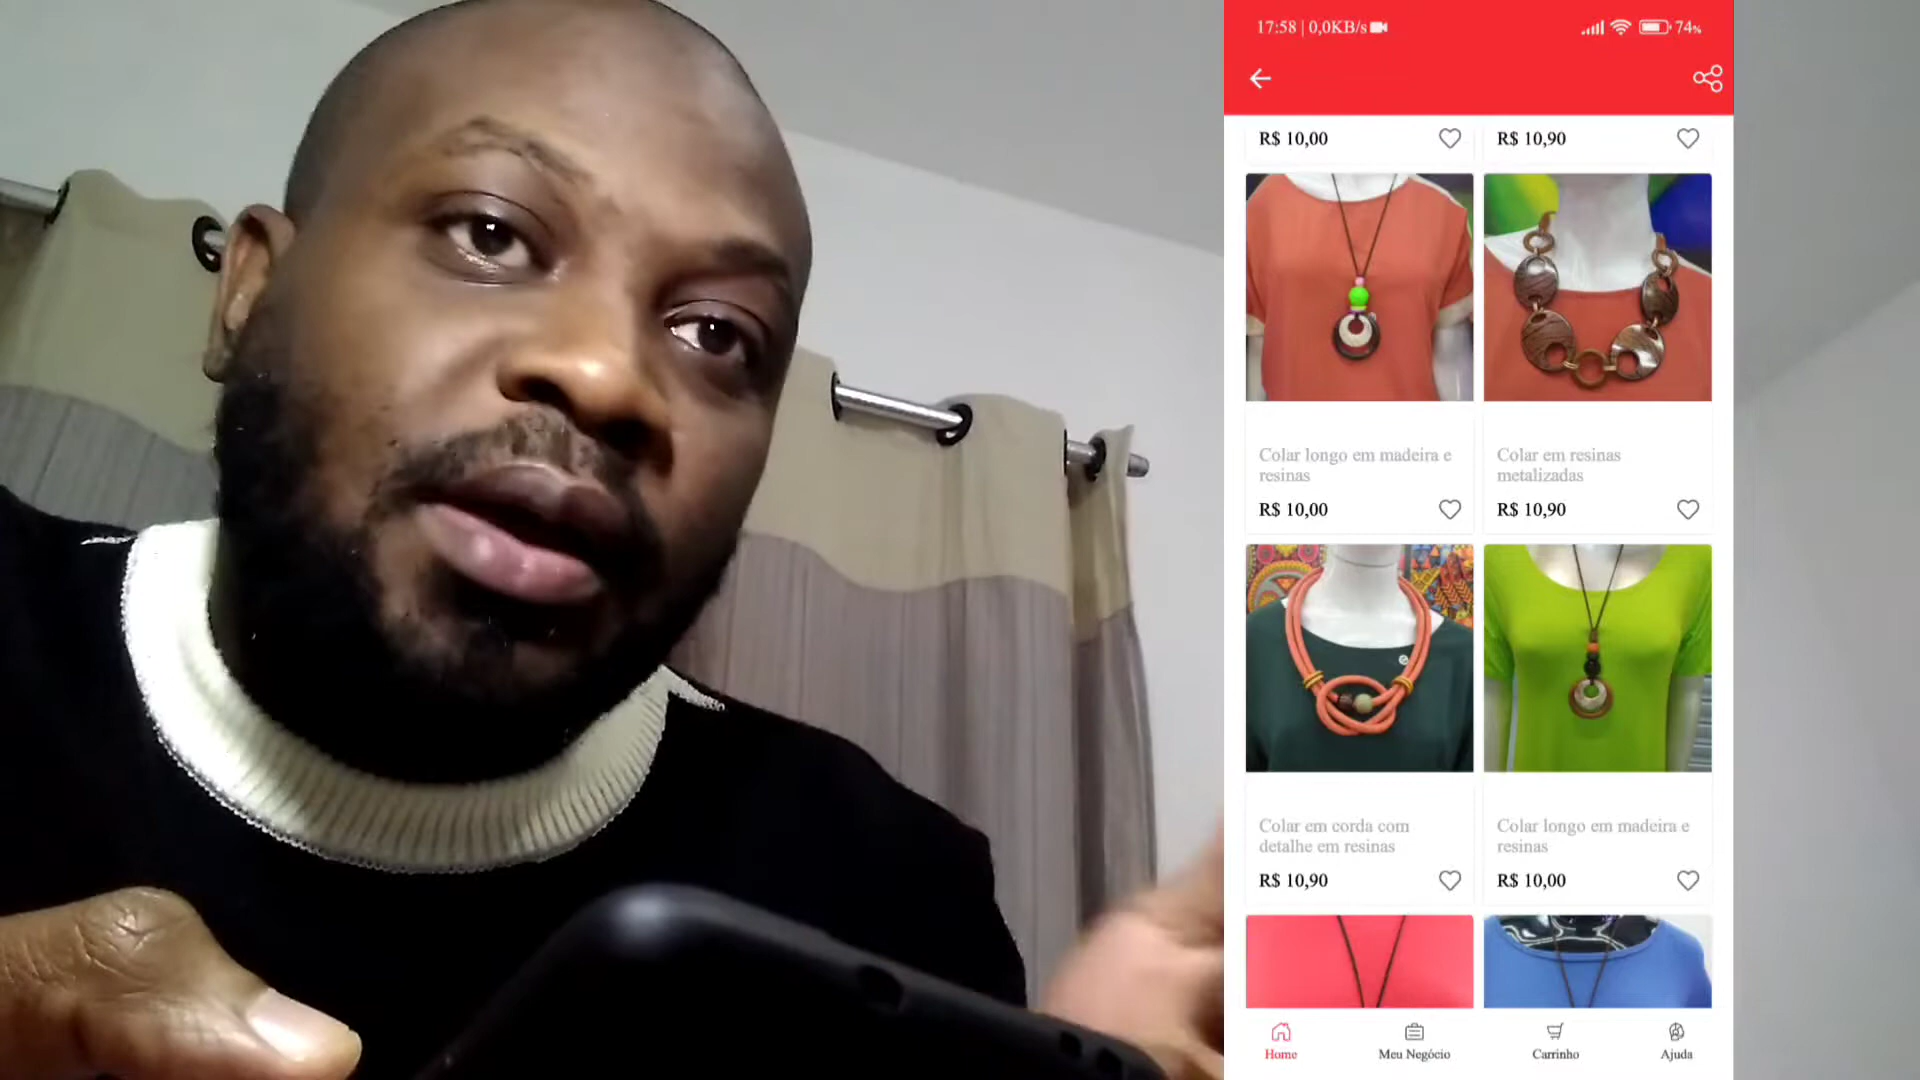 17:58 | 0,0KB/s
74%
R$ 10,00
R$ 10,90
Colar longo em madeira e
resinas
R$ 10,00
Colar em resinas
metalizadas
R$ 10,90
Colar em corda com
detalhe em resinas
R$ 10,90
Colar longo em madeira e
resinas
R$ 10,00
Home
Meu Negócio
Carrinho
Ajuda